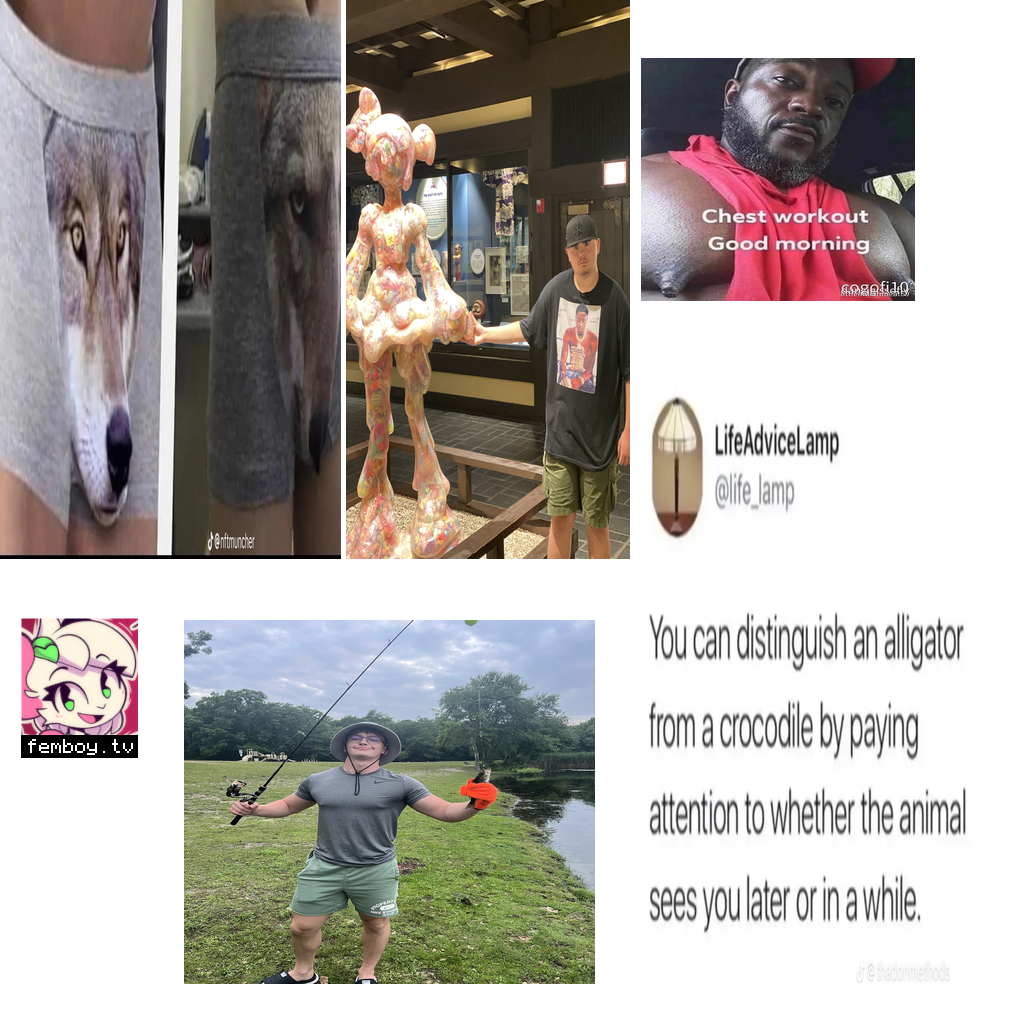 @nftmuncher
Chest workout
Good morning
cogofi10
LifeAdviceLamp
@life_lamp
You can distinguish an alligator
from a crocodile by paying
attention to whether the animal
sees you later or in a while.
@thadonmethods
femboy.tv